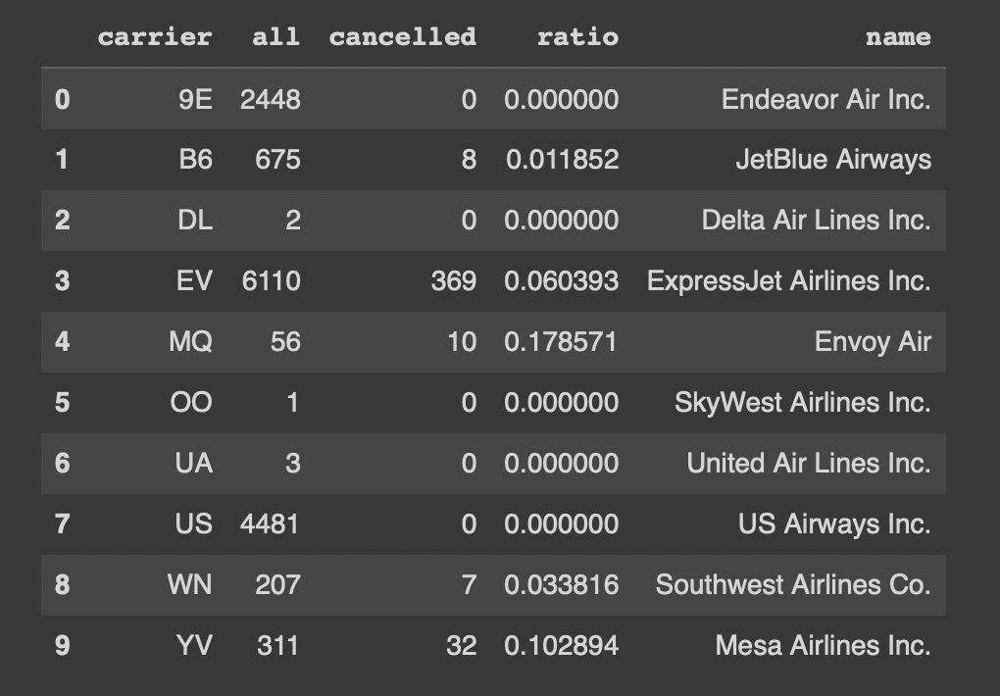 carrier all cancelled ratio name
0 9E 2448 0 0.000000 Endeavor Air Inc.
1 B6 675 8 0.011852 JetBlue Airways
2 DL 2 0 0.000000 Delta Air Lines Inc.
3 EV 6110 369 0.060393 ExpressJet Airlines Inc.
4 MQ 56 10 0.178571 Envoy Air
5 OO 1 0 0.000000 SkyWest Airlines Inc.
6 UA 3 0 0.000000 United Air Lines Inc.
7 US 4481 0 0.000000 US Airways Inc.
8 WN 207 7 0.033816 Southwest Airlines Co.
9 YV 311 32 0.102894 Mesa Airlines Inc.